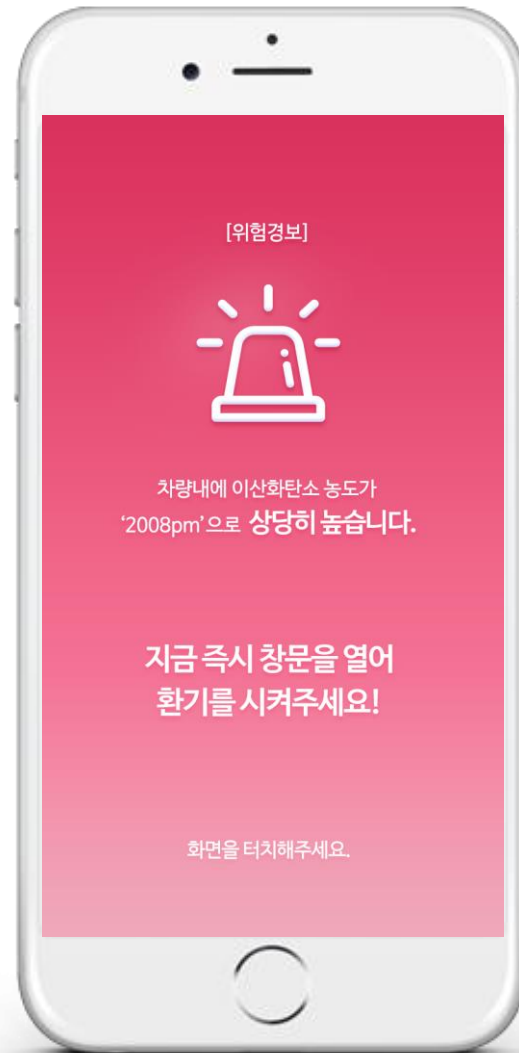 [위험경보]
차량내에 이산화탄소 농도가
‘2008pm’으로 상당히 높습니다.
지금 즉시 창문을 열어
환기를 시켜주세요!
화면을 터치해주세요.